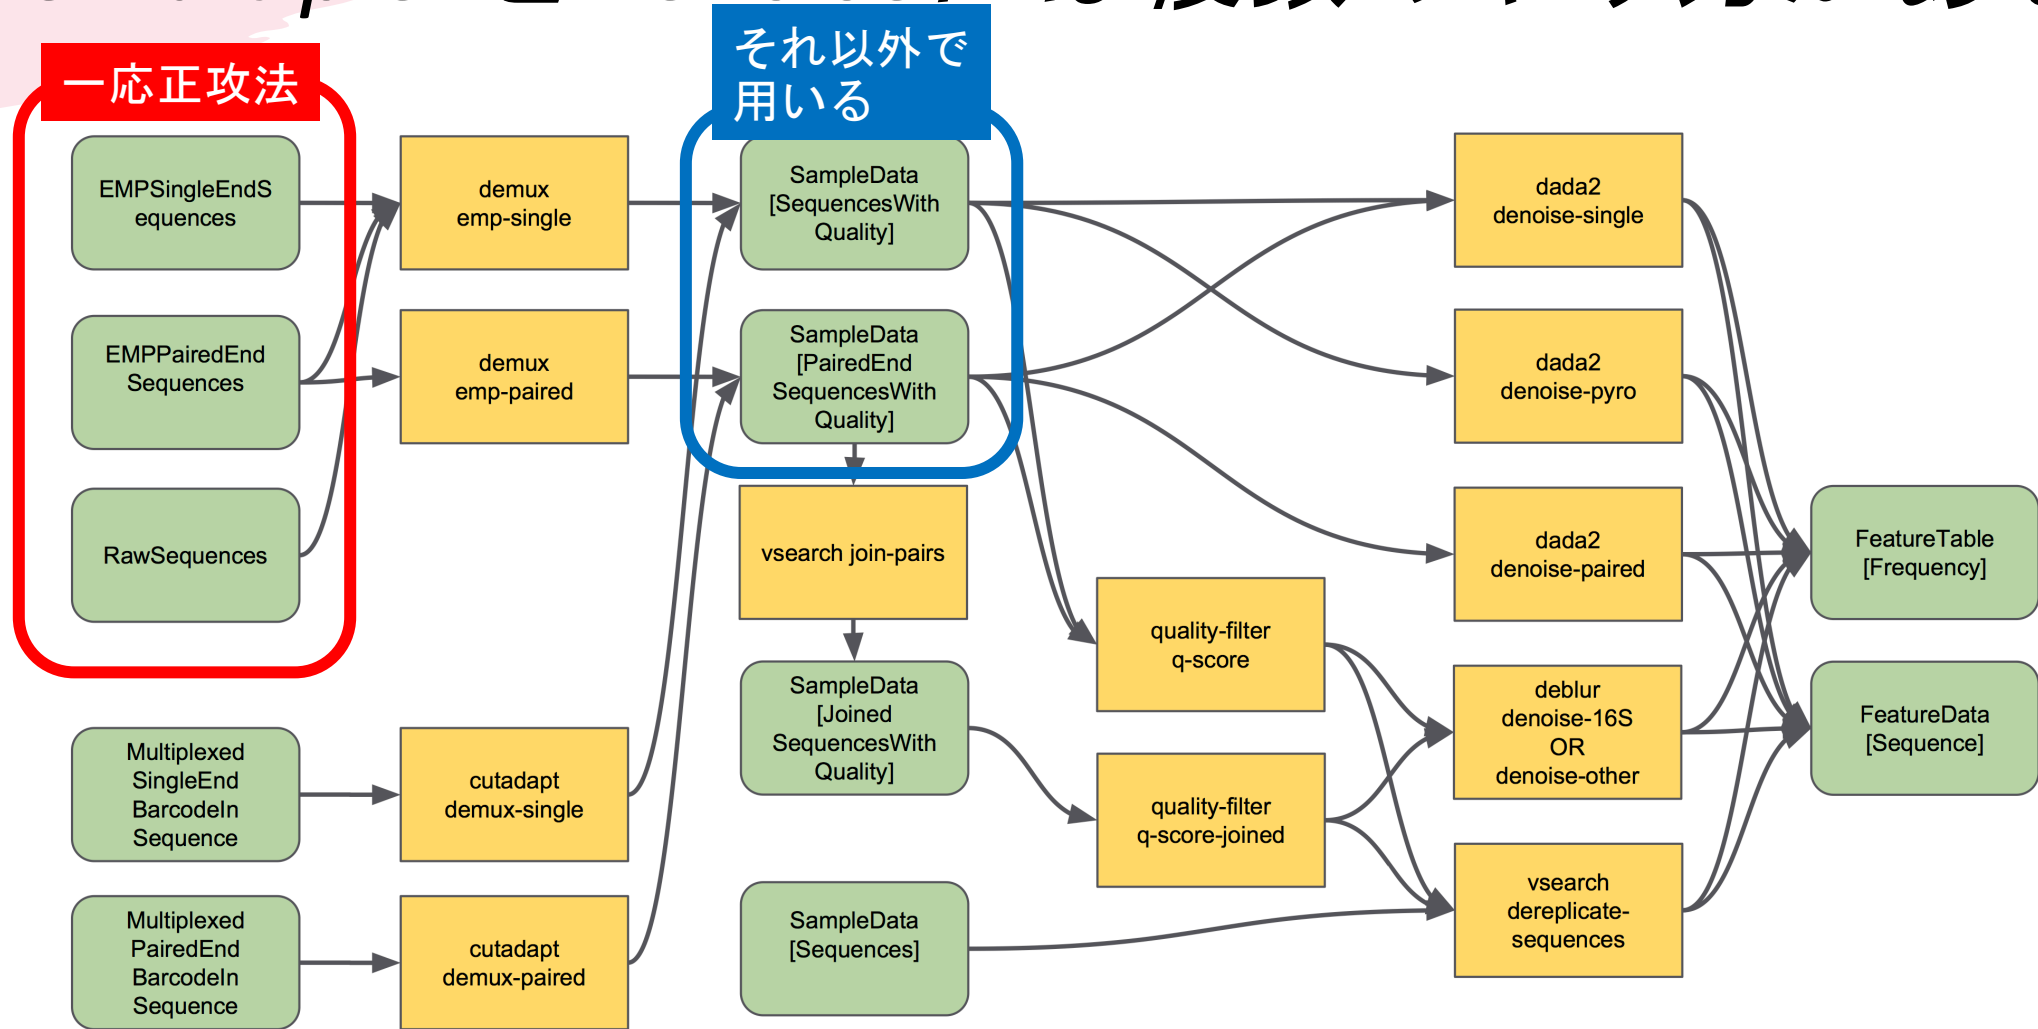 一応正攻法
それ以外で
用いる
EMPSingleEndS
equences
EMPPairedEnd
Sequences
RawSequences
Multiplexed
SingleEnd
BarcodeIn
Sequence
Multiplexed
PairedEnd
BarcodeIn
Sequence
demux
emp-single
demux
emp-paired
cutadapt
demux-single
cutadapt
demux-paired
SampleData
[SequencesWith
Quality]
SampleData
[PairedEnd
SequencesWith
Quality]
vsearch join-pairs
SampleData
[Joined
SequencesWith
Quality]
SampleData
[Sequences]
quality-filter
q-score
quality-filter
q-score-joined
dada2
denoise-single
dada2
denoise-pyro
dada2
denoise-paired
deblur
denoise-16S
OR
denoise-other
vsearch
dereplicate-
sequences
FeatureTable
[Frequency]
FeatureData
[Sequence]